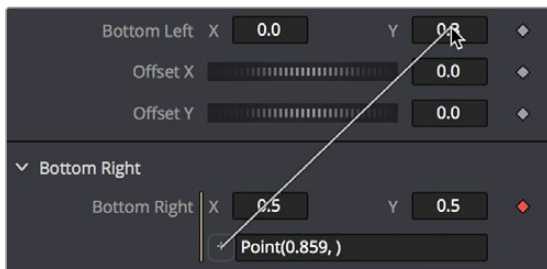 Bottom Left X 0.0 Y
Offset X 0.0
Offset Y 0.0
Bottom Right
Bottom Right X 0.5 Y 0.5
Point(0.859, )